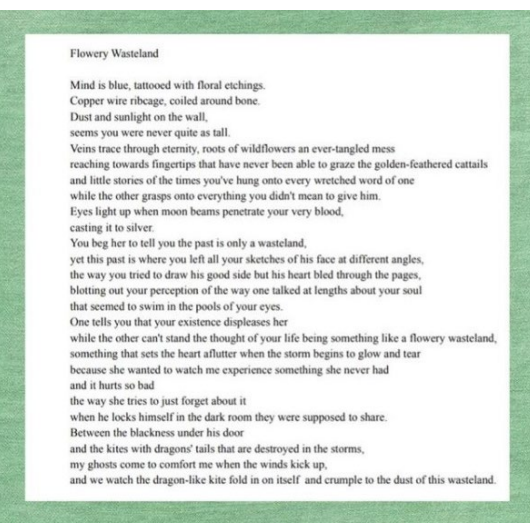 Flowery Wasteland
Mind is blue, tattooed with floral etchings.
Copper wire ribcage, coiled around bone.
Dust and sunlight on the wall,
seems you were never quite as tall.
Veins trace through eternity, roots of wildflowers an ever-tangled mess
reaching towards fingertips that have never been able to graze the golden-feathered cattails
and little stories of the times you've hung onto every wretched word of one
while the other grasps onto everything you didn't mean to give him.
Eyes light up when moon beams penetrate your very blood,
casting it to silver.
You beg her to tell you the past is only a wasteland,
yet this past is where you left all your sketches of his face at different angles,
the way you tried to draw his good side but his heart bled through the pages,
blotting out your perception of the way one talked at lengths about your soul
that seemed to swim in the pools of your eyes.
One tells you that your existence displeases her
while the other can't stand the thought of your life being something like a flowery wasteland,
something that sets the heart aflutter when the storm begins to glow and tear
because she wanted to watch me experience something she never had
and it hurts so bad
the way she tries to just forget about it
when he locks himself in the dark room they were supposed to share.
Between the blackness under his door
and the kites with dragons' tails that are destroyed in the storms,
my ghosts come to comfort me when the winds kick up,
and we watch the dragon-like kite fold in on itself and crumple to the dust of this wasteland.